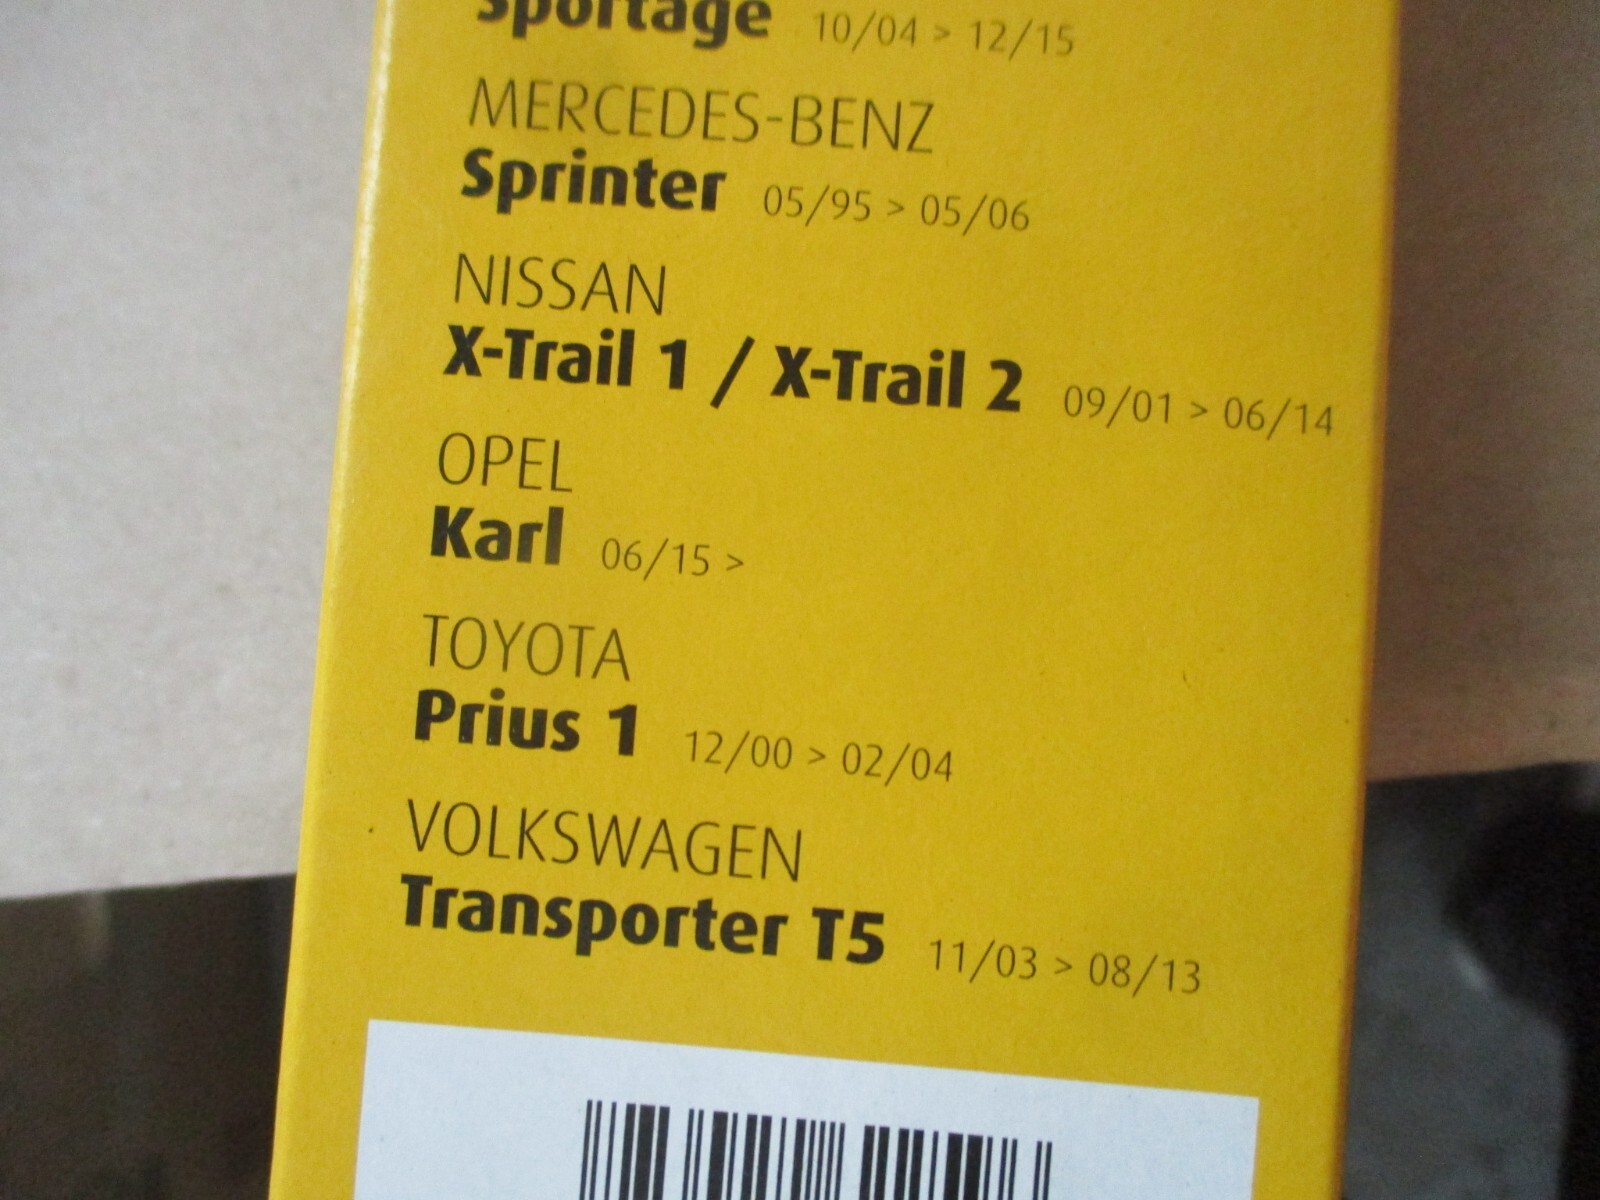 Sportage 10/04 > 12/15
MERCEDES-BENZ
Sprinter 05/95 > 05/06
NISSAN
X-Trail 1 / X-Trail 2 09/01 > 06/14
OPEL
Karl 06/15 >
TOYOTA
Prius 1 12/00 > 02/04
VOLKSWAGEN
Transporter T5 11/03 > 08/13